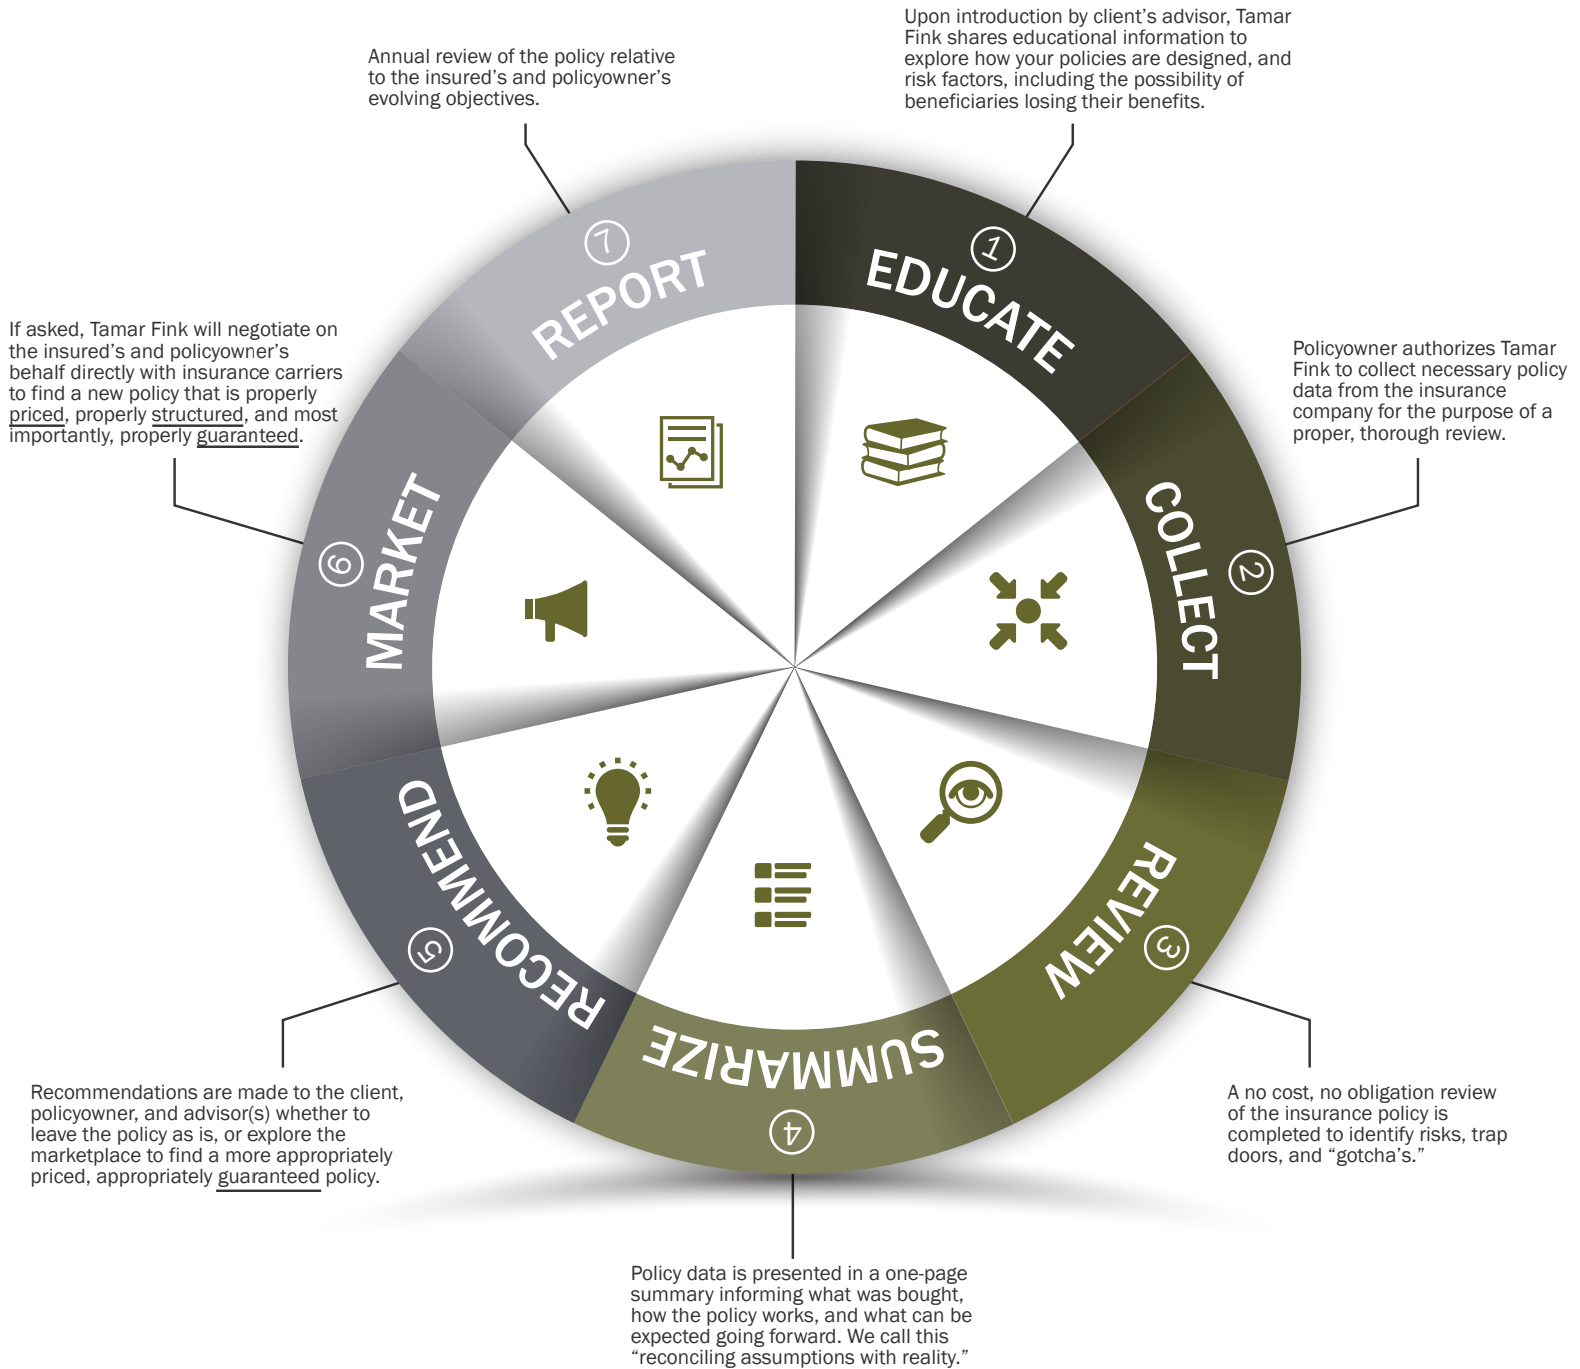 Upon introduction by client’s advisor, Tamar
Fink shares educational information to
explore how your policies are designed, and
risk factors, including the possibility of
beneficiaries losing their benefits.
1
EDUCATE
Policyowner authorizes Tamar
Fink to collect necessary policy
data from the insurance
company for the purpose of a
proper, thorough review.
2
COLLECT
A no cost, no obligation review
of the insurance policy is
completed to identify risks, trap
doors, and “gotcha’s.”
3
REVIEW
Policy data is presented in a one-page
summary informing what was bought,
how the policy works, and what can be
expected going forward. We call this
“reconciling assumptions with reality.”
4
SUMMARIZE
Recommendations are made to the client,
policyowner, and advisor(s) whether to
leave the policy as is, or explore the
marketplace to find a more appropriately
priced, appropriately guaranteed policy.
5
RECOMMEND
If asked, Tamar Fink will negotiate on
the insured’s and policyowner’s
behalf directly with insurance carriers
to find a new policy that is properly
priced, properly structured, and most
importantly, properly guaranteed.
6
MARKET
Annual review of the policy relative
to the insured’s and policyowner’s
evolving objectives.
7
REPORT